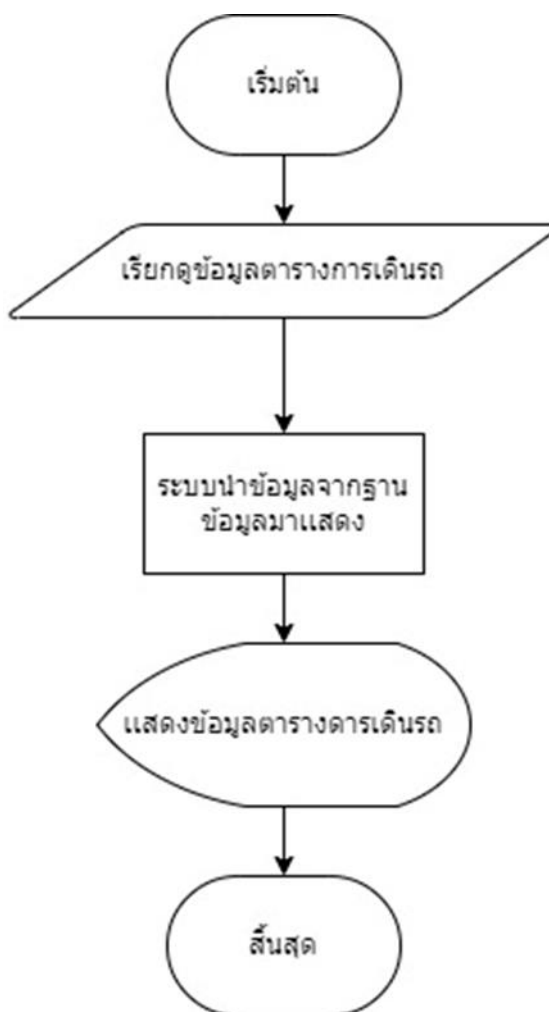 เริ่มต้น
เรียกดูข้อมูลตารางการเดินรถ
ระบบนำข้อมูลจากฐาน
ข้อมูลมาแสดง
แสดงข้อมูลตารางดารเดินรถ
สิ้นสุด